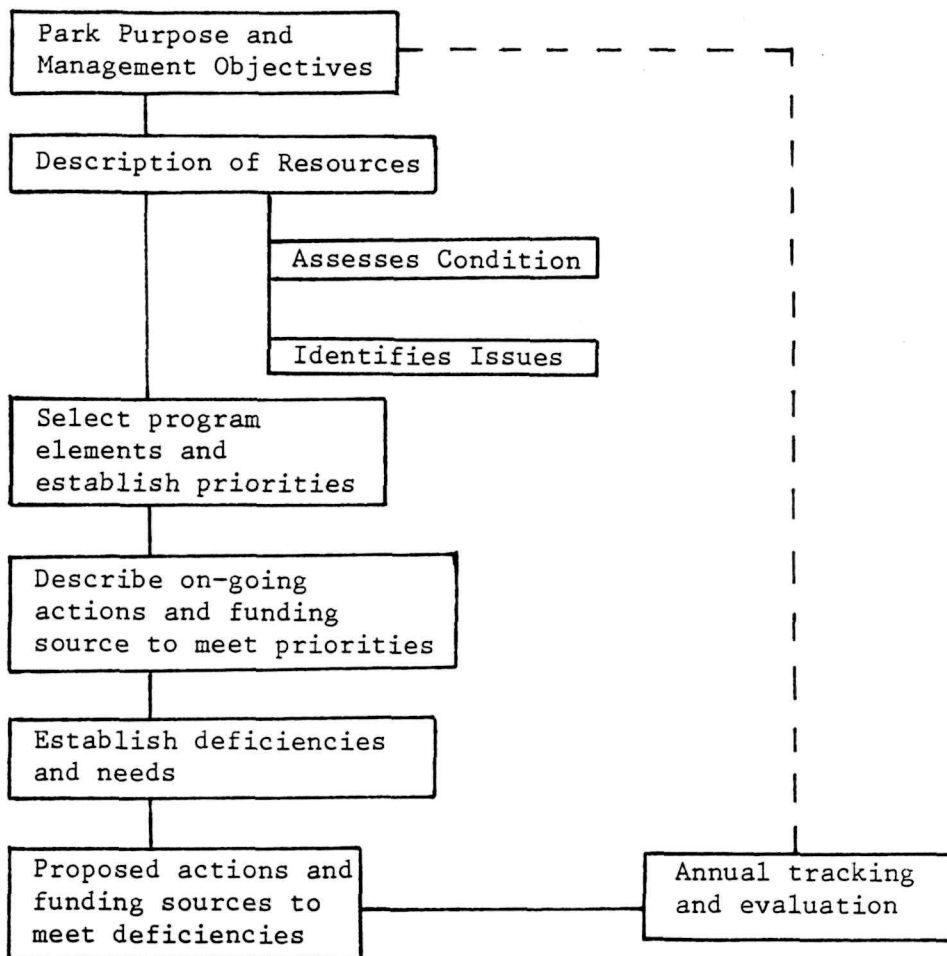 Park Purpose and
Management Objectives
Description of Resources
Assesses Condition
Identifies Issues
Select program
elements and
establish priorities
Describe on-going
actions and funding
source to meet priorities
Establish deficiencies
and needs
Proposed actions and
funding sources to
meet deficiencies
Annual tracking
and evaluation